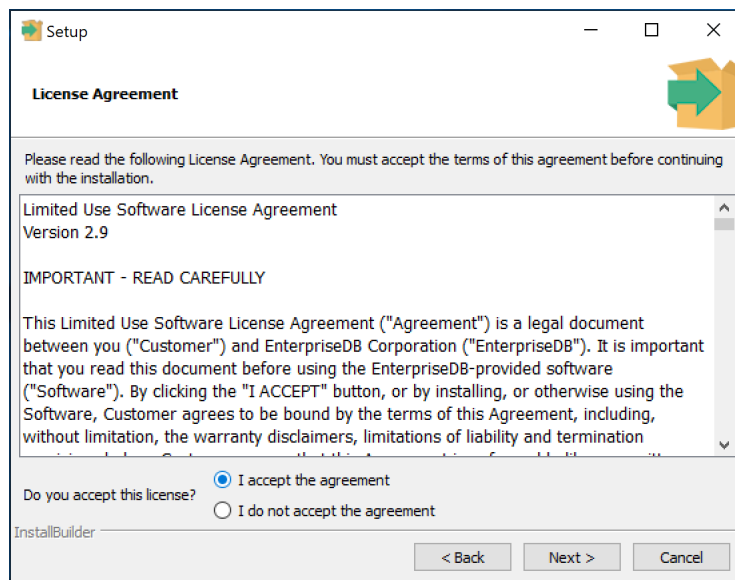 Setup
License Agreement
Please read the following License Agreement. You must accept the terms of this agreement before continuing
with the installation.
Limited Use Software License Agreement
Version 2.9
IMPORTANT - READ CAREFULLY
This Limited Use Software License Agreement ("Agreement") is a legal document
between you ("Customer") and EnterpriseDB Corporation ("EnterpriseDB"). It is important
that you read this document before using the EnterpriseDB-provided software
("Software"). By clicking the "I ACCEPT" button, or by installing, or otherwise using the
Software, Customer agrees to be bound by the terms of this Agreement, including,
without limitation, the warranty disclaimers, limitations of liability and termination
Do you accept this license?
I accept the agreement
I do not accept the agreement
InstallBuilder
< Back
Next >
Cancel